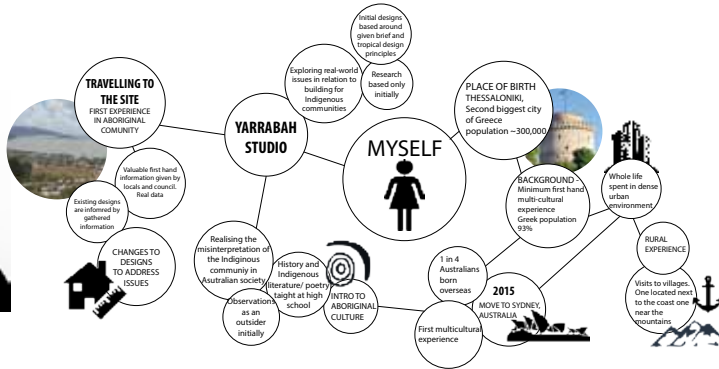 Initial designs
based around
given brief and
tropical design
principles
Exploring real-world
issues in relation to
building for
Indigenous
communities
Research
based only
initially
TRAVELLING TO
THE SITE
FIRST EXPERIENCE
IN ABORIGINAL
COMUNITY
YARRABAH
STUDIO
MYSELF
PLACE OF BIRTH
THESSALONIKI,
Second biggest city
of Greece
population ~300,000
Valuable first hand
information given by
locals and council.
Real data
Existing designs
are infomred by
gathered
information
CHANGES TO
DESIGNS
TO ADDRESS
ISSUES
BACKGROUND -
Minimum first hand
multi-cultural
experience
Greek population
93%
Whole life
spent in dense
urban
environment
RURAL
EXPERIENCE
Visits to villages.
One located next
to the coast one
near the
mountains
Realising the
misinterpretation of
the Indiginous
communiy in
Asutralian society
History and
Indigenous
literature/ poetry
taught at high
school
Observations
as an
outsider
initially
INTRO TO
ABORIGINAL
CULTURE
1 in 4
Australians
born
overseas
2015
MOVE TO SYDNEY,
AUSTRALIA
First multicultural
experience